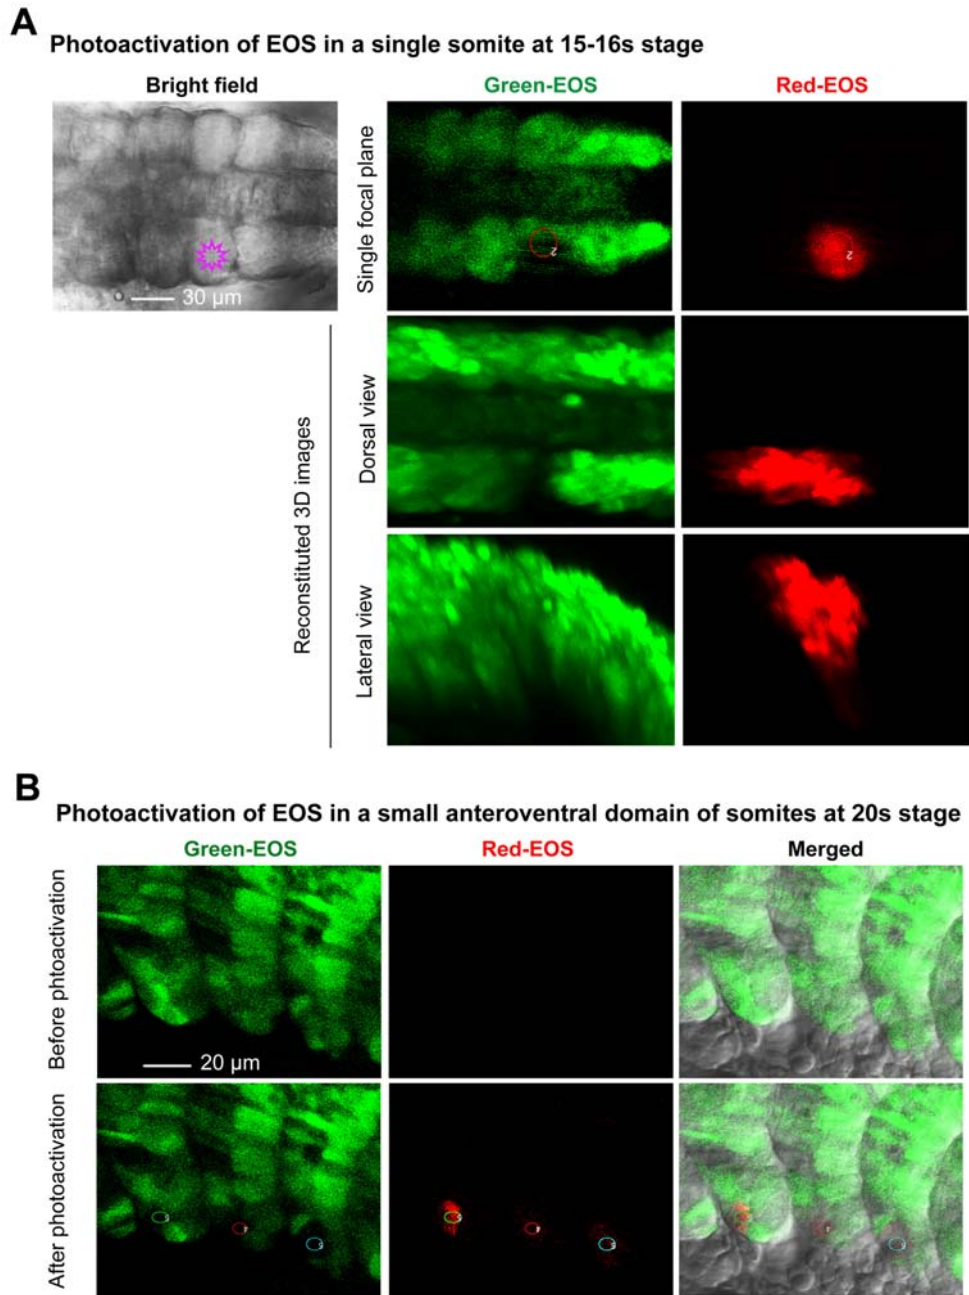 A
Photoactivation of EOS in a single somite at 15-16s stage
Bright field
Green-EOS
Red-EOS
Single focal plane
30 µm
2
2
Reconstituted 3D images
Dorsal view
Lateral view
B
Photoactivation of EOS in a small anteroventral domain of somites at 20s stage
Green-EOS
Red-EOS
Merged
Before phtoactivation
20 µm
After photoactivation